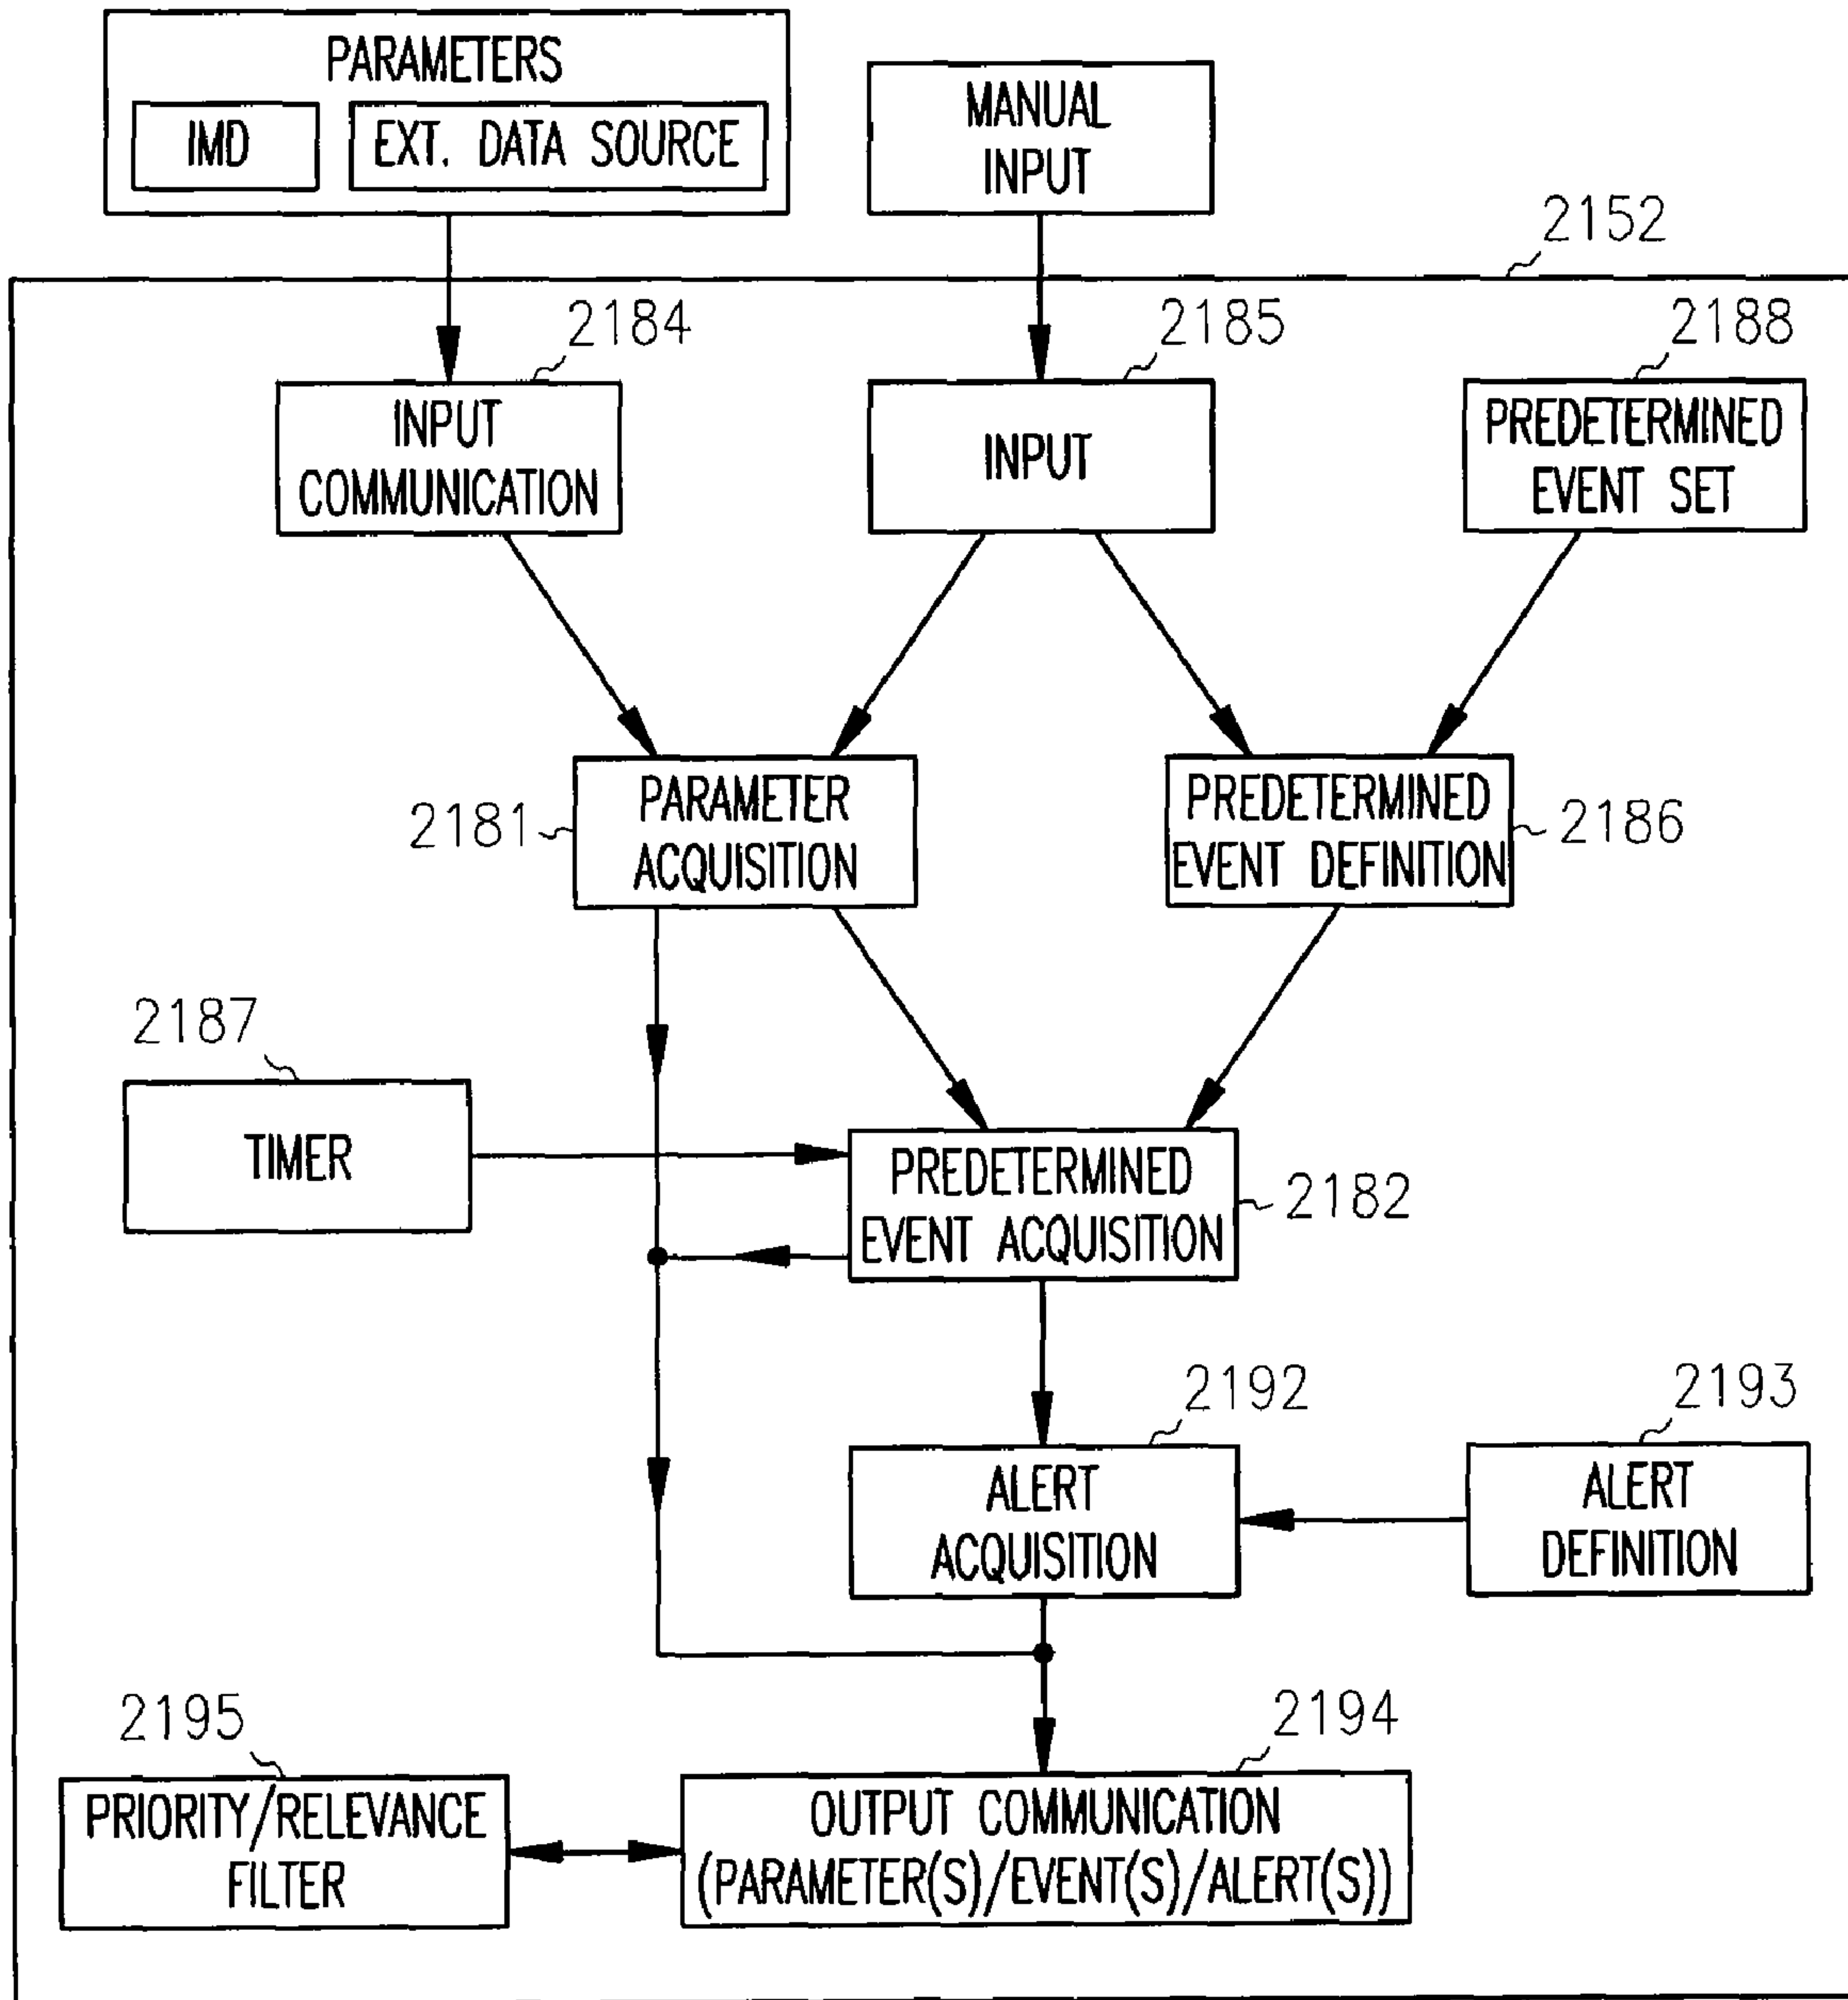 PARAMETERS
IMD
EXT. DATA SOURCE
MANUAL
INPUT
2152
2184
2185
2188
INPUT
COMMUNICATION
INPUT
PREDETERMINED
EVENT SET
2181
PARAMETER
ACQUISITION
PREDETERMINED
EVENT DEFINITION
2186
2187
TIMER
PREDETERMINED
EVENT ACQUISITION
2182
2192
2193
ALERT
ACQUISITION
ALERT
DEFINITION
2195
2194
PRIORITY/RELEVANCE
FILTER
OUTPUT COMMUNICATION
(PARAMETER(S)/EVENT(S)/ALERT(S))